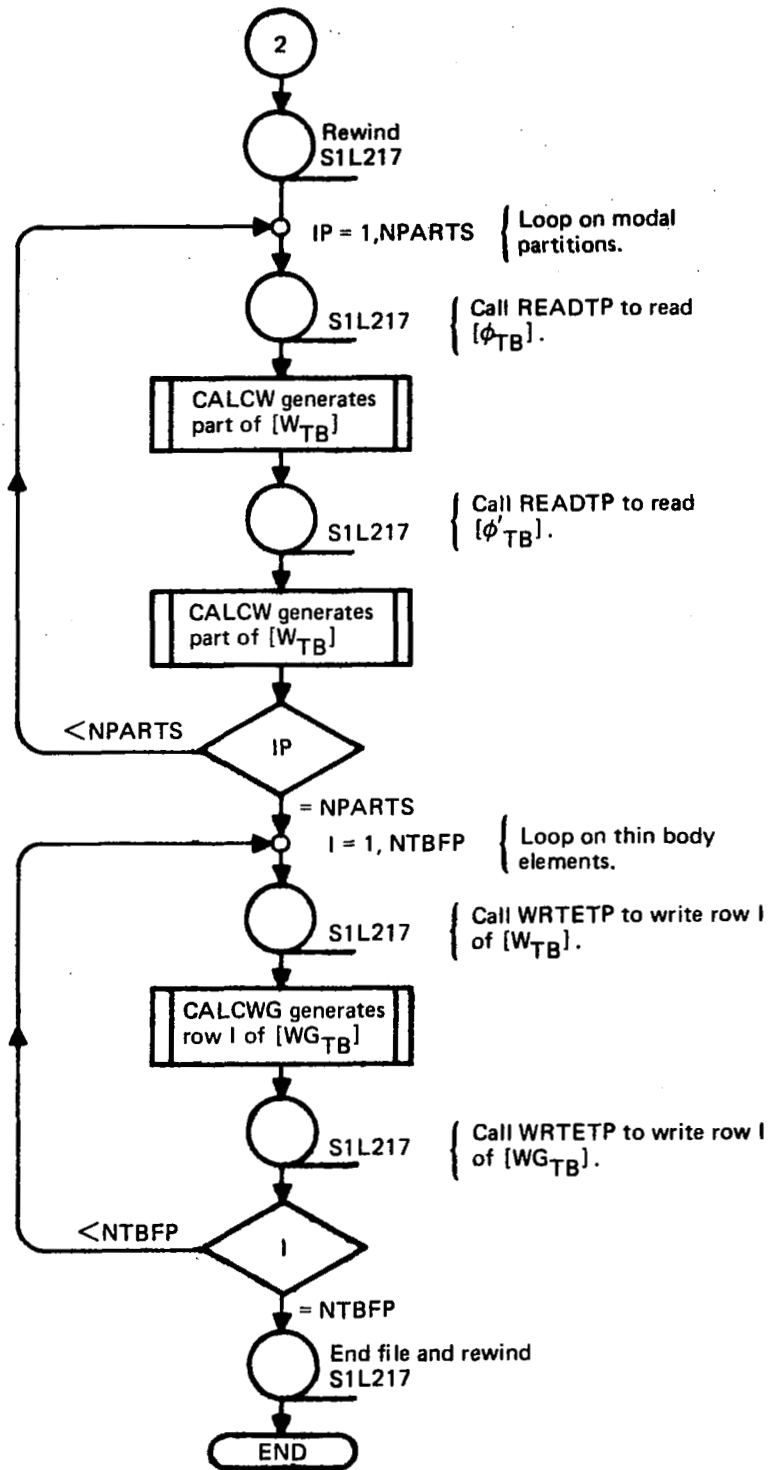 2
Rewind
S1L217
IP = 1,NPARTS
Loop on modal
partitions.
S1L217
Call READTP to read
[ϕTB].
CALCW generates
part of [WTB]
S1L217
Call READTP to read
[ϕ'TB].
CALCW generates
part of [WTB]
<NPARTS
IP
= NPARTS
I = 1, NTBFP
Loop on thin body
elements.
S1L217
Call WRTETP to write row I
of [WTB].
CALCWG generates
row I of [WGTB]
S1L217
Call WRTETP to write row I
of [WGTB].
<NTBFP
I
= NTBFP
End file and rewind
S1L217
END